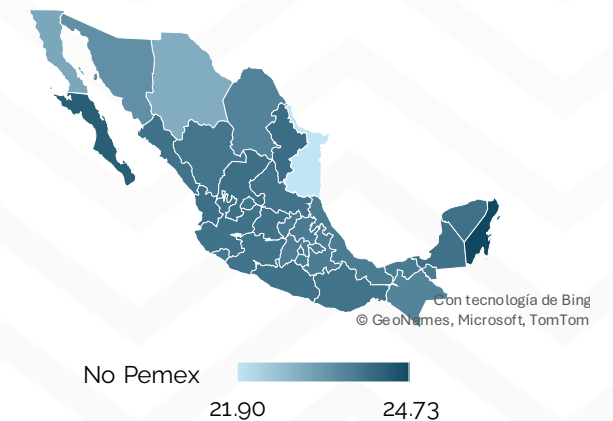 Con tecnología de Bing
© GeoNames, Microsoft, TomTom
No Pemex
21.90 24.73